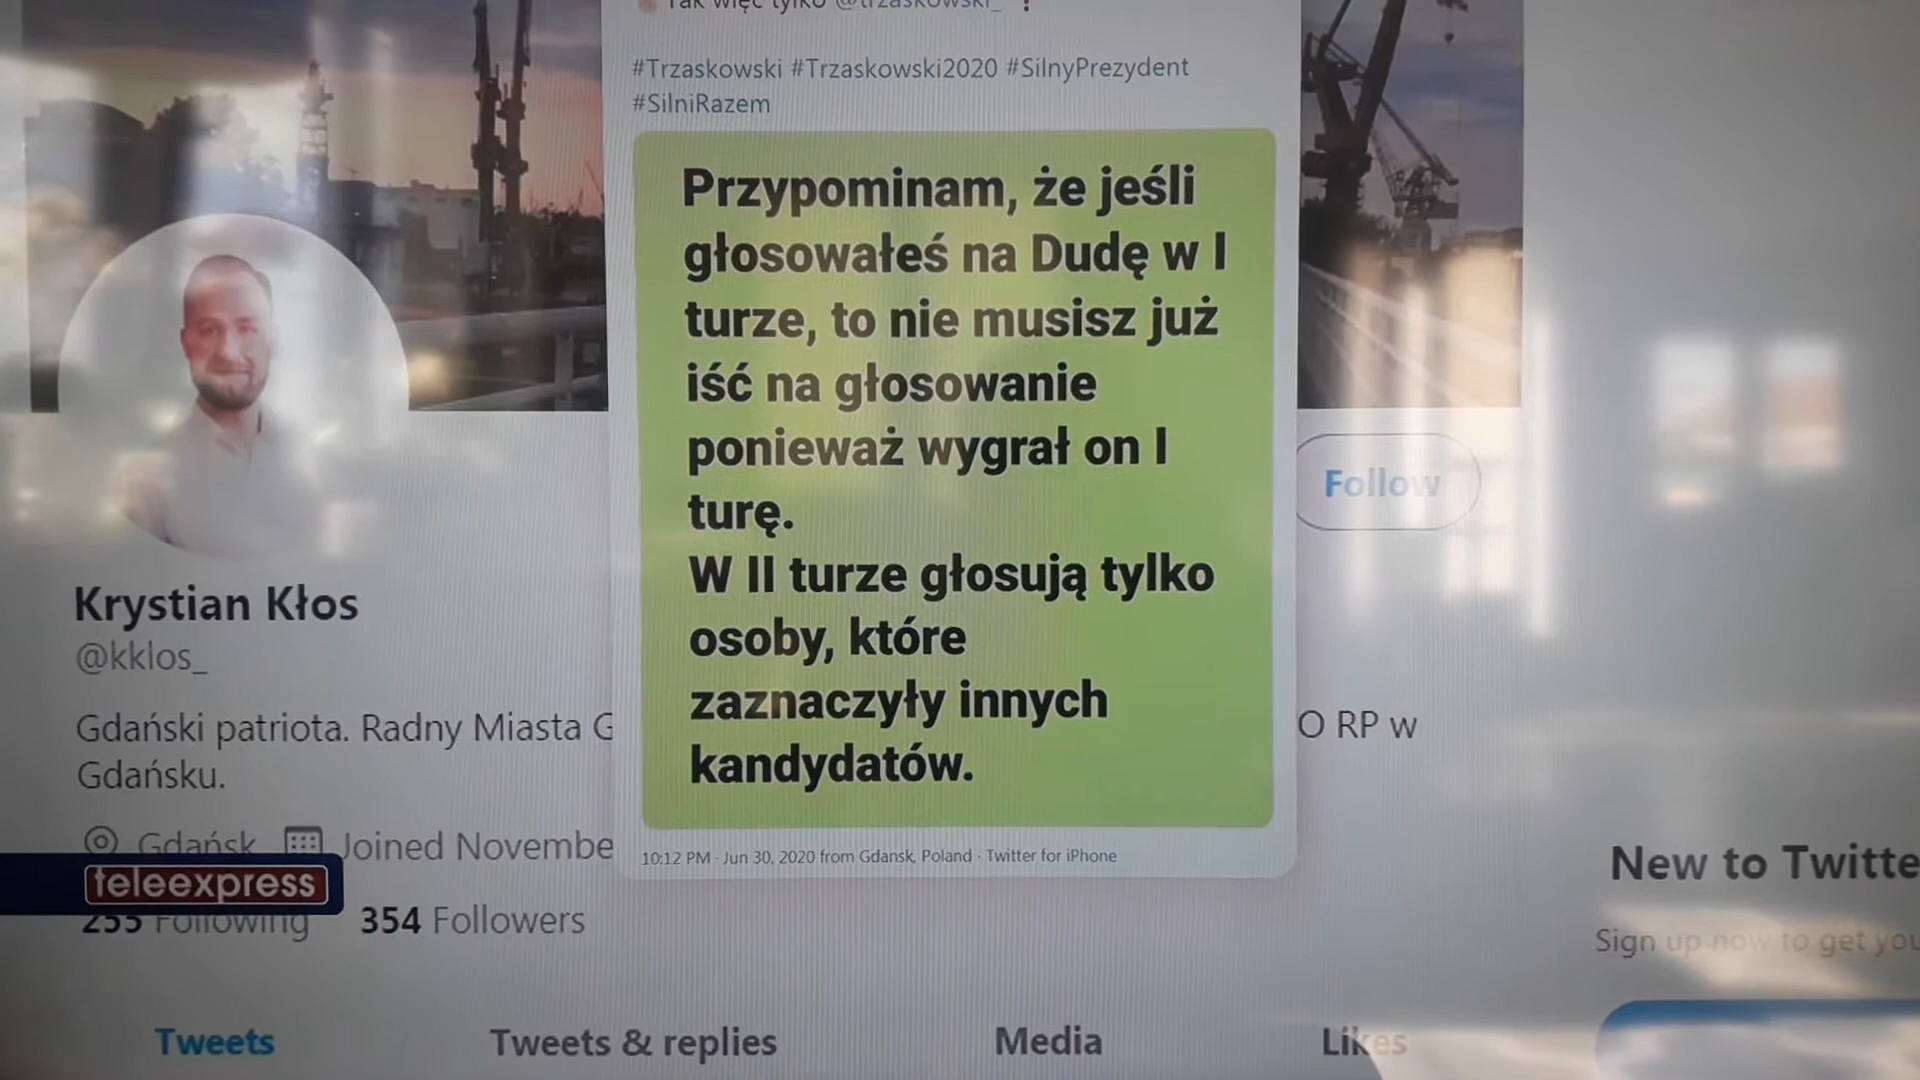 Tak więc tylko @trzaskowski_ !
#Trzaskowski #Trzaskowski2020 #SilnyPrezydent
#SilniRazem
Przypominam, że jeśli
głosowałeś na Dudę w I
turze, to nie musisz już
iść na głosowanie
ponieważ wygrał on I
turę.
W II turze głosują tylko
osoby, które
zaznaczyły innych
kandydatów.
10:12 PM · Jun 30, 2020 from Gdansk, Poland · Twitter for iPhone
Follow
Krystian Kłos
@kklos_
Gdański patriota. Radny Miasta G
O RP w
Gdańsku.
Gdańsk Joined Novembe
teleexpress
255 Following 354 Followers
New to Twitte
Sign up now to get you
Tweets Tweets & replies Media Likes